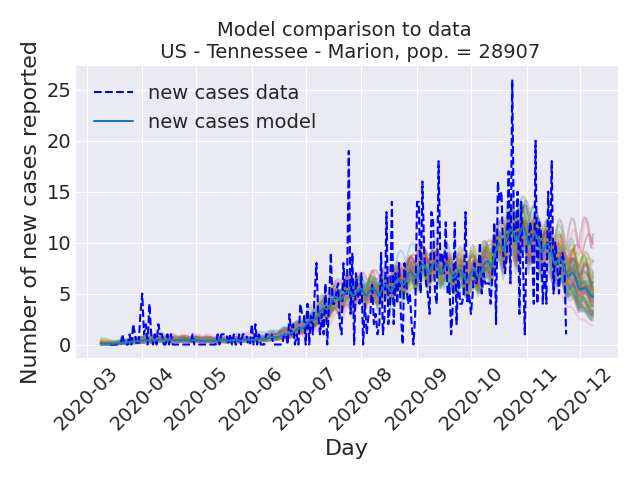 Model comparison to data
US - Tennessee - Marion, pop. = 28907
Number of new cases reported
25
20
15
10
5
0
new cases data
new cases model
2020-03
2020-04
2020-05
2020-06
2020-07
2020-08
2020-09
2020-10
2020-11
2020-12
Day